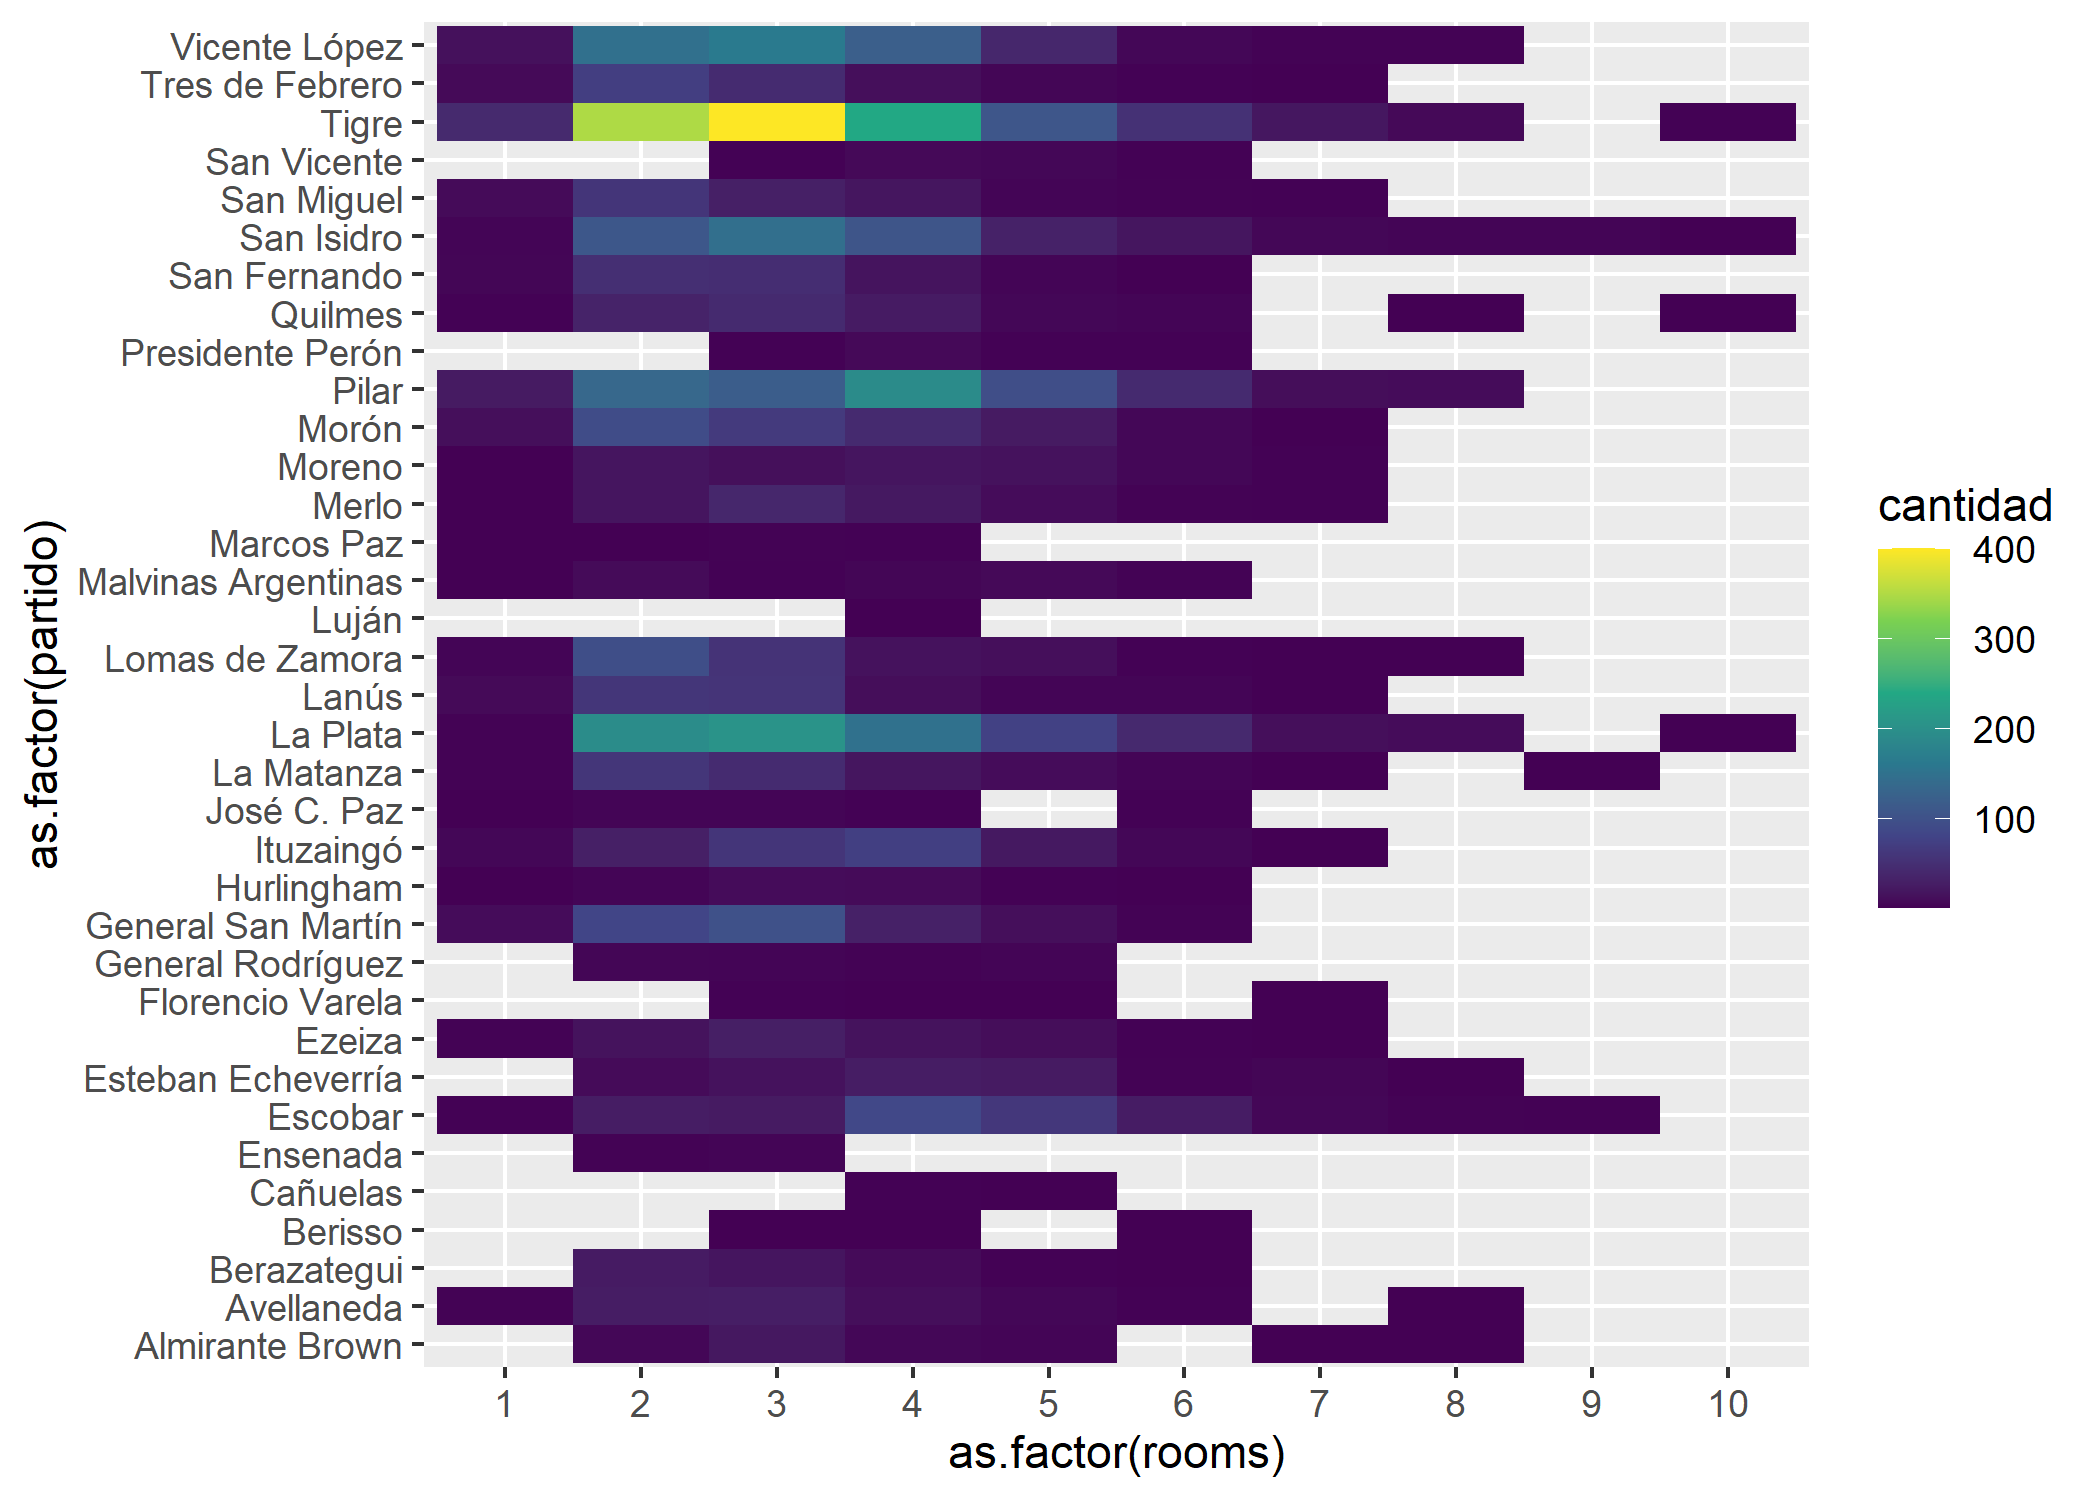 as.factor(partido)
Vicente López
Tres de Febrero
Tigre
San Vicente
San Miguel
San Isidro
San Fernando
Quilmes
Presidente Perón
Pilar
Morón
Moreno
Merlo
Marcos Paz
Malvinas Argentinas
Luján
Lomas de Zamora
Lanús
La Plata
La Matanza
José C. Paz
Ituzaingó
Hurlingham
General San Martín
General Rodríguez
Florencio Varela
Ezeiza
Esteban Echeverría
Escobar
Ensenada
Cañuelas
Berisso
Berazategui
Avellaneda
Almirante Brown
1 2 3 4 5 6 7 8 9 10
as.factor(rooms)
cantidad
400
300
200
100